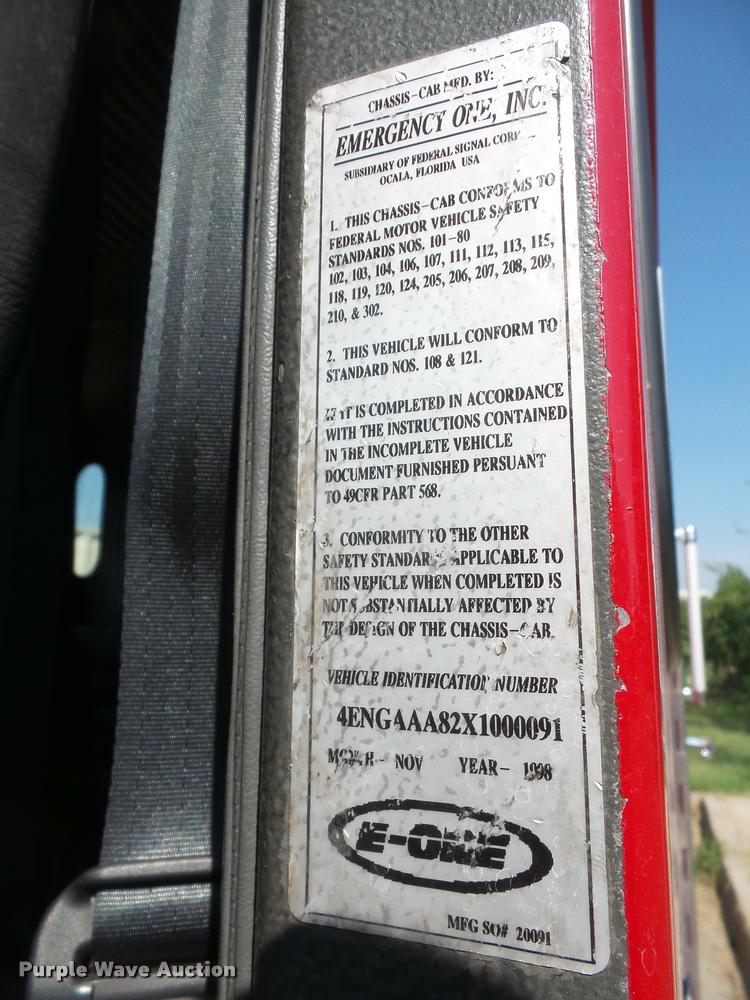 CHASSIS-CAB MFD. BY:
EMERGENCY ONE, INC.
SUBSIDIARY OF FEDERAL SIGNAL CORP.
OCALA, FLORIDA USA
1. THIS CHASSIS-CAB CONFORMS TO
FEDERAL MOTOR VEHICLE SAFETY
STANDARDS NOS. 101-80
102, 103, 104, 106, 107, 111, 112, 113, 115,
118, 119, 120, 124, 205, 206, 207, 208, 209,
210, & 302.
2. THIS VEHICLE WILL CONFORM TO
STANDARD NOS. 108 & 121.
IF IT IS COMPLETED IN ACCORDANCE
WITH THE INSTRUCTIONS CONTAINED
IN THE INCOMPLETE VEHICLE
DOCUMENT FURNISHED PERSUANT
TO 49CFR PART 568.
3. CONFORMITY TO THE OTHER
SAFETY STANDARDS APPLICABLE TO
THIS VEHICLE WHEN COMPLETED IS
NOT SUBSTANTIALLY AFFECTED BY
THE DESIGN OF THE CHASSIS-CAB.
VEHICLE IDENTIFICATION NUMBER
4ENGAAA82X1000091
MONTH- NOV YEAR- 1998
E-ONE
MFG SO# 20091
Purple Wave Auction